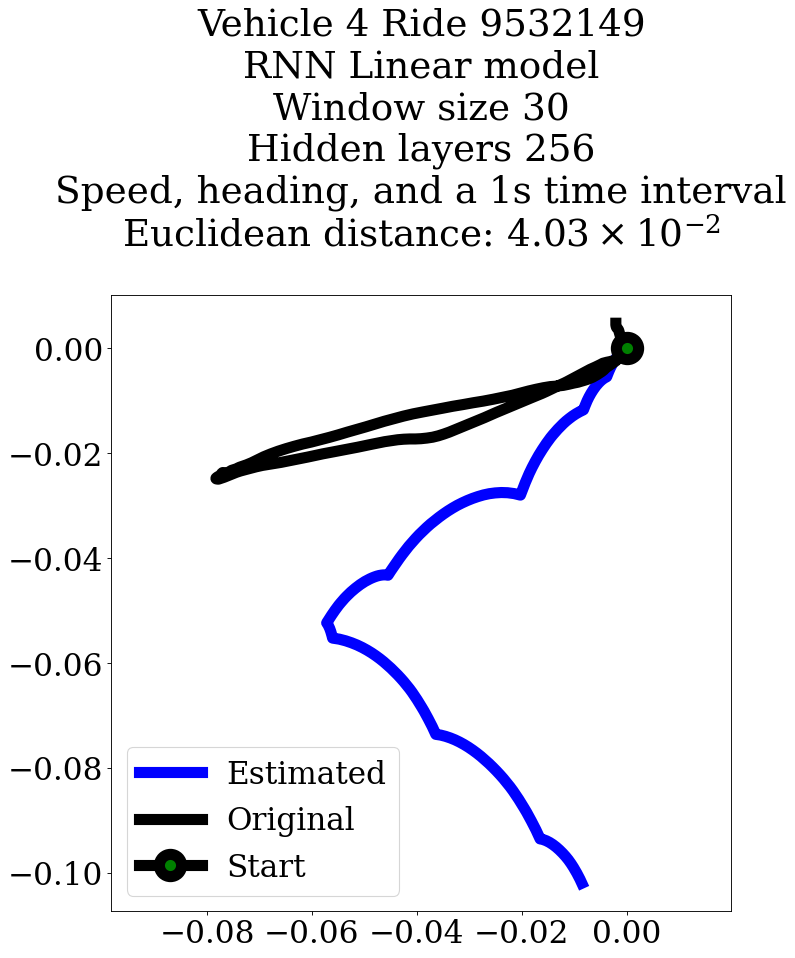 Vehicle 4 Ride 9532149
RNN Linear model
Window size 30
Hidden layers 256
Speed, heading, and a 1s time interval
Euclidean distance: 4.03 × 10⁻²
0.00
−0.02
−0.04
−0.06
−0.08
−0.10
Estimated
Original
Start
−0.08 −0.06 −0.04 −0.02 0.00